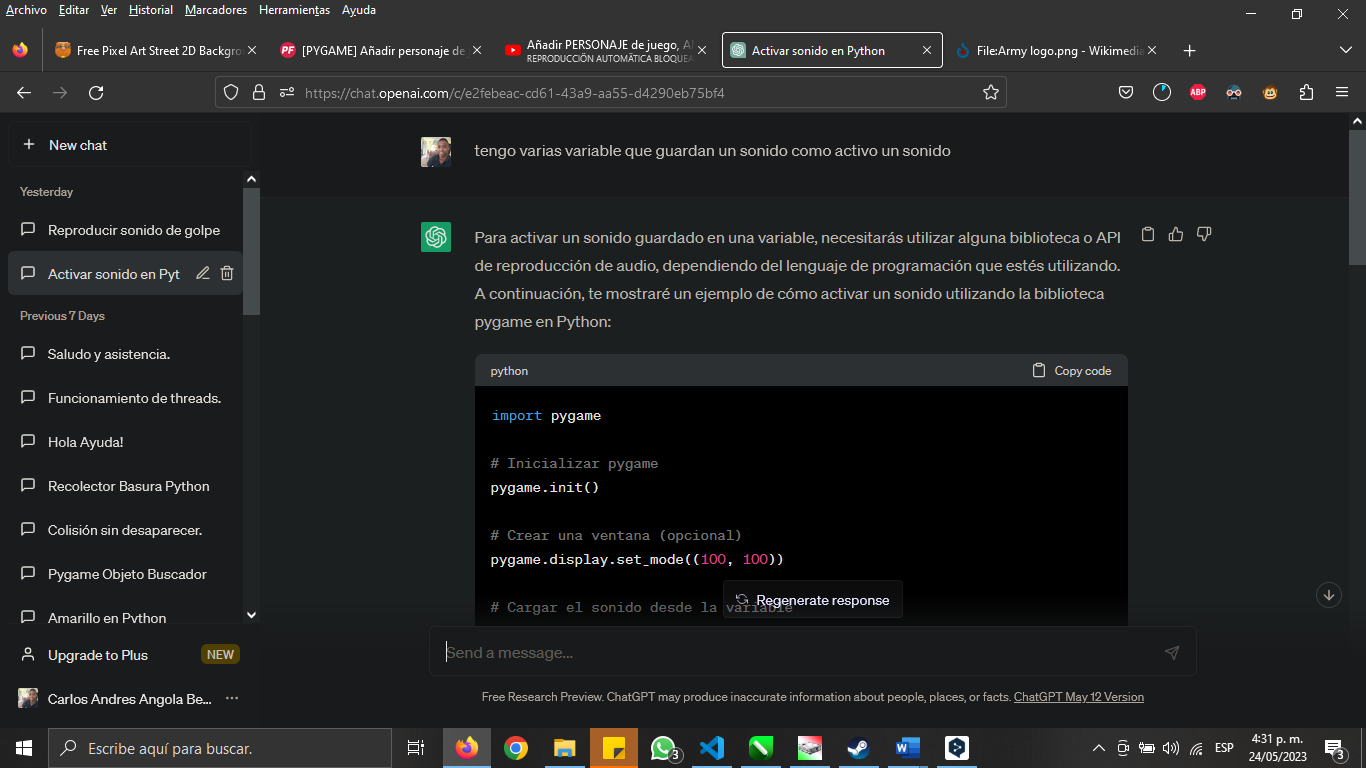 Archivo Editar Ver Historial Marcadores Herramientas Ayuda
Free Pixel Art Street 2D Backgro
[PYGAME] Añadir personaje de
Añadir PERSONAJE de juego, A
REPRODUCCIÓN AUTOMÁTICA BLOQUEA
Activar sonido en Python
File:Army logo.png - Wikimedia
https://chat.openai.com/c/e2febeac-cd61-43a9-aa55-d4290eb75bf4
ABP
New chat
Yesterday
Reproducir sonido de golpe
Activar sonido en Pyt
Previous 7 Days
Saludo y asistencia.
Funcionamiento de threads.
Hola Ayuda!
Recolector Basura Python
Colisión sin desaparecer.
Pygame Objeto Buscador
Amarillo en Python
Upgrade to Plus NEW
Carlos Andres Angola Be...
tengo varias variable que guardan un sonido como activo un sonido
Para activar un sonido guardado en una variable, necesitarás utilizar alguna biblioteca o API
de reproducción de audio, dependiendo del lenguaje de programación que estés utilizando.
A continuación, te mostraré un ejemplo de cómo activar un sonido utilizando la biblioteca
pygame en Python:
python Copy code
import pygame
# Inicializar pygame
pygame.init()
# Crear una ventana (opcional)
pygame.display.set_mode((100, 100))
# Cargar el sonido desde la variable
Regenerate response
Send a message...
Free Research Preview. ChatGPT may produce inaccurate information about people, places, or facts. ChatGPT May 12 Version
Escribe aquí para buscar.
3
ESP
4:31 p. m.
24/05/2023
3